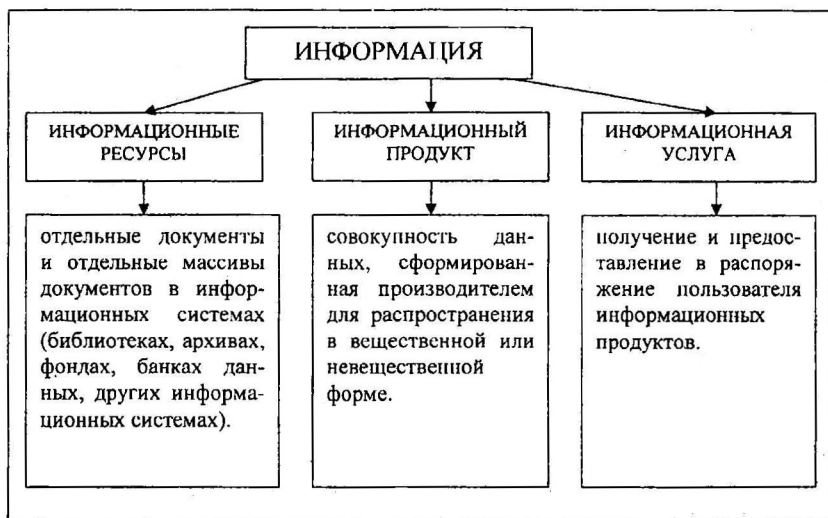 ИНФОРМАЦИЯ
ИНФОРМАЦИОННЫЕ
РЕСУРСЫ
ИНФОРМАЦИОННЫЙ
ПРОДУКТ
ИНФОРМАЦИОННАЯ
УСЛУГА
отдельные документы
и отдельные массивы
документов в инфор-
мационных системах
(библиотеках, архивах,
фондах, банках дан-
ных, других информа-
ционных системах).
совокупность дан-
ных, сформирован-
ная производителем
для распространения
в вещественной или
невещественной
форме.
получение и предос-
тавление в распоря-
жение пользователя
информационных
продуктов.